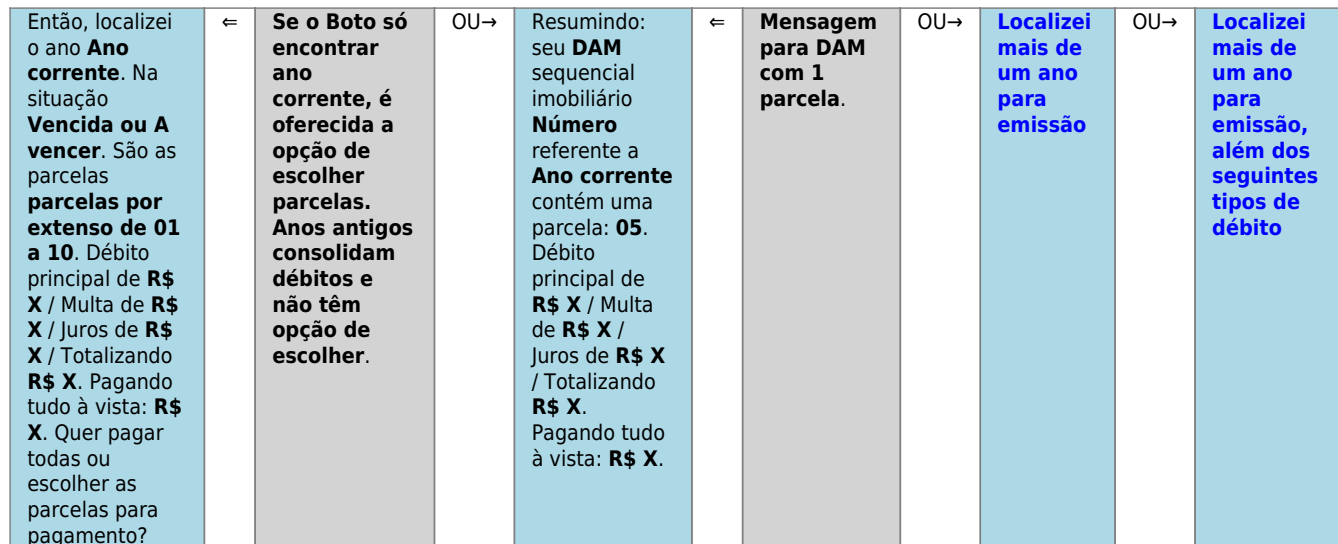 Então, localizei
o ano Ano
corrente. Na
situação
Vencida ou A
vencer. São as
parcelas
parcelas por
extenso de 01
a 10. Débito
principal de R$
X / Multa de R$
X / Juros de R$
X / Totalizando
R$ X. Pagando
tudo à vista: R$
X. Quer pagar
todas ou
escolher as
parcelas para
pagamento?
⇐
Se o Boto só
encontrar
ano
corrente, é
oferecida a
opção de
escolher
parcelas.
Anos antigos
consolidam
débitos e
não têm
opção de
escolher.
OU→
Resumindo:
seu DAM
sequencial
imobiliário
Número
referente a
Ano corrente
contém uma
parcela: 05.
Débito
principal de
R$ X / Multa
de R$ X /
Juros de R$ X
/ Totalizando
R$ X.
Pagando tudo
à vista: R$ X.
⇐
Mensagem
para DAM
com 1
parcela.
OU→
Localizei
mais de
um ano
para
emissão
OU→
Localizei
mais de
um ano
para
emissão,
além dos
seguintes
tipos de
débito